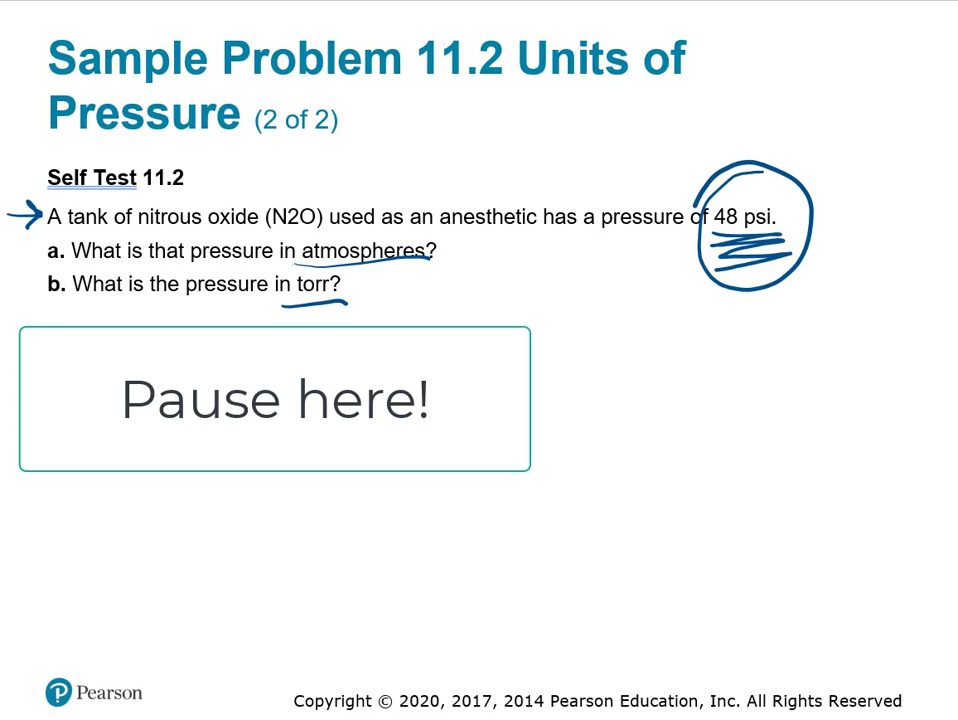 Sample Problem 11.2 Units of
Pressure (2 of 2)
Self Test 11.2
A tank of nitrous oxide (N2O) used as an anesthetic has a pressure of 48 psi.
a. What is that pressure in atmospheres?
b. What is the pressure in torr?
Pause here!
Pearson
Copyright © 2020, 2017, 2014 Pearson Education, Inc. All Rights Reserved